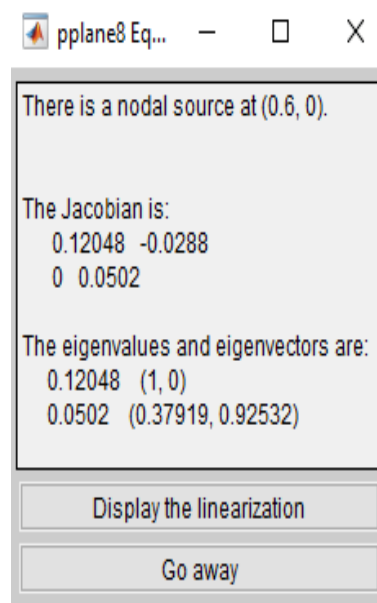 pplane8 Eq...
There is a nodal source at (0.6, 0).
The Jacobian is:
0.12048 -0.0288
0 0.0502
The eigenvalues and eigenvectors are:
0.12048 (1, 0)
0.0502 (0.37919, 0.92532)
Display the linearization
Go away